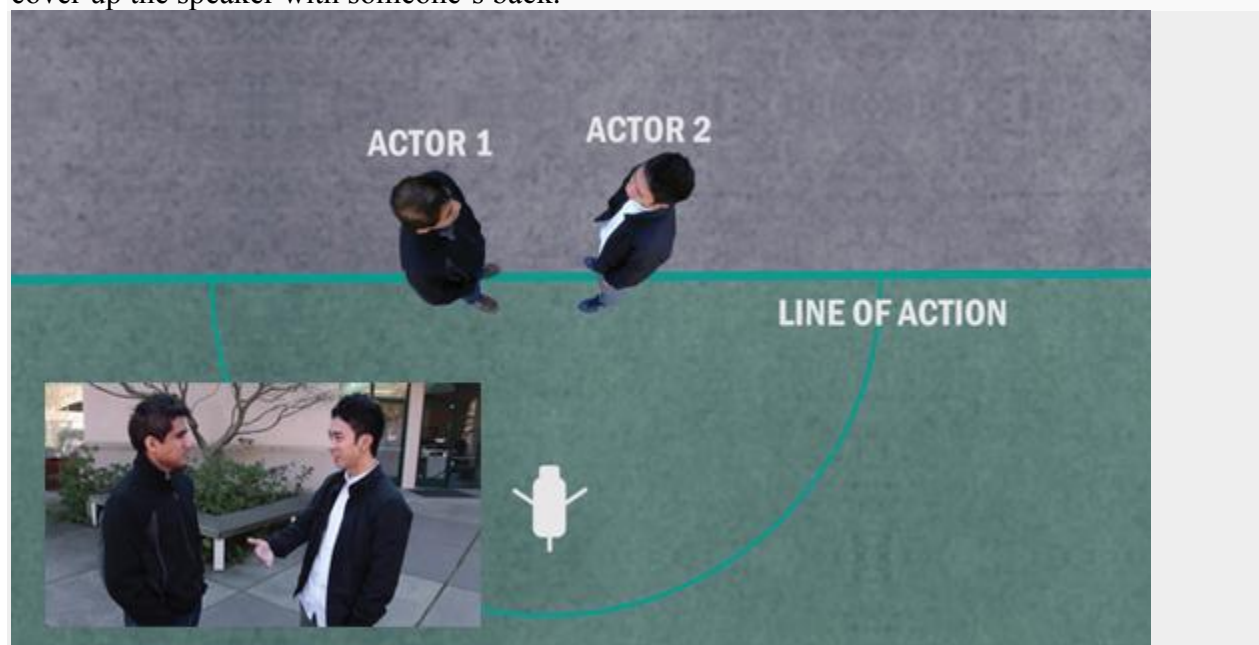 cover up the speaker with someone's back.
ACTOR 1
ACTOR 2
LINE OF ACTION